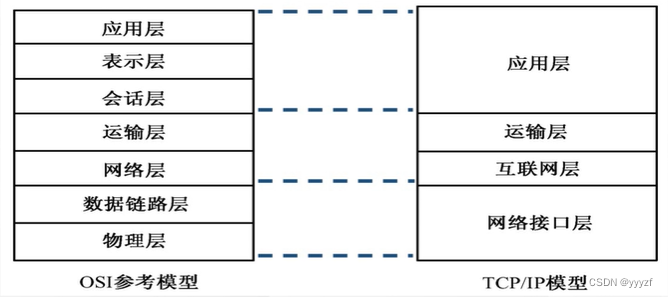 应用层
表示层
会话层
运输层
网络层
数据链路层
物理层
OSI参考模型
应用层
运输层
互联网层
网络接口层
TCP/IP模型
CSDN @yyyzf